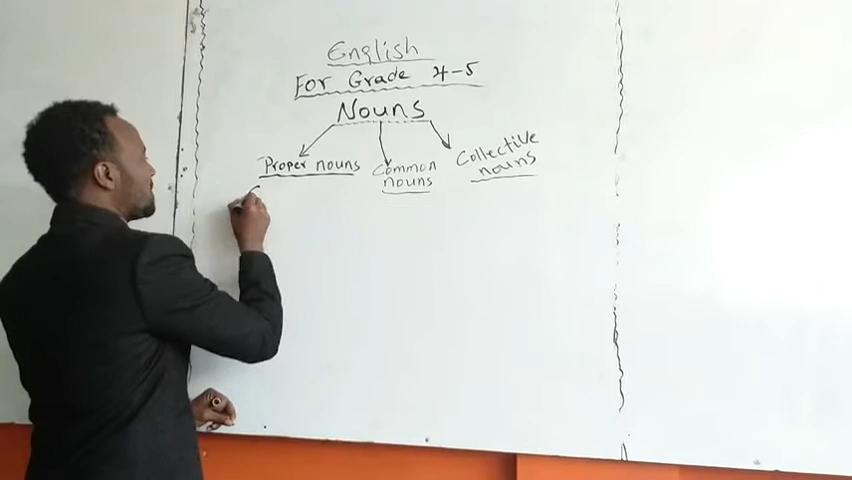 English
For Grade 4-5
Nouns
Proper nouns
Common
nouns
Collective
nouns